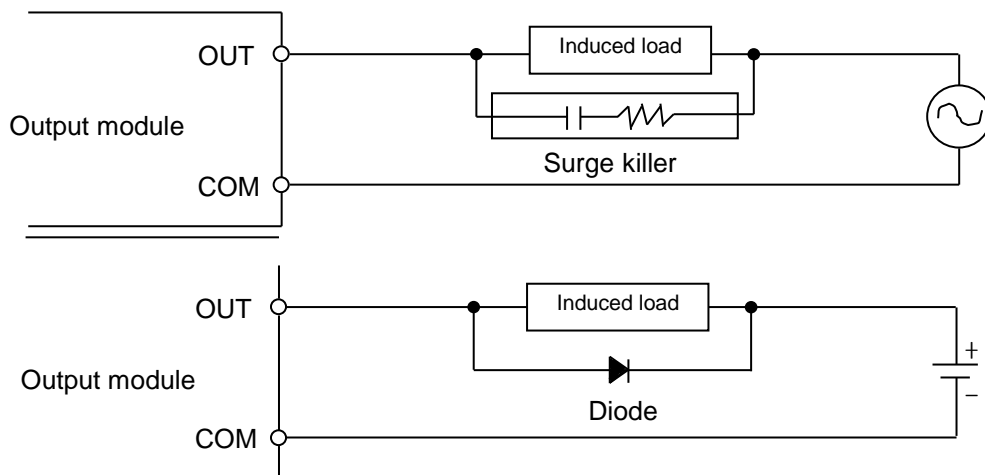 OUT
Induced load
Output module
Surge killer
COM
OUT
Induced load
+
Output module
−
Diode
COM